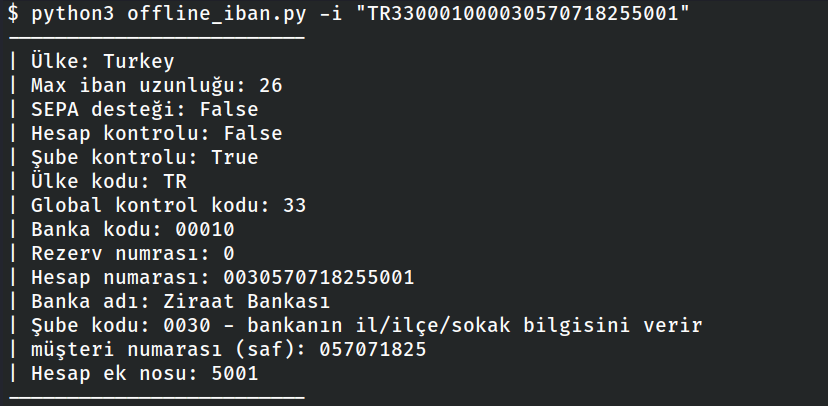 $ python3 offline_iban.py -i "TR330001000030570718255001"
-------------------------
| Ülke: Turkey
| Max iban uzunluğu: 26
| SEPA desteği: False
| Hesap kontrolu: False
| Şube kontrolu: True
| Ülke kodu: TR
| Global kontrol kodu: 33
| Banka kodu: 00010
| Rezerv numrası: 0
| Hesap numarası: 0030570718255001
| Banka adı: Ziraat Bankası
| Şube kodu: 0030 - bankanın il/ilçe/sokak bilgisini verir
| müşteri numarası (saf): 057071825
| Hesap ek nosu: 5001
-------------------------